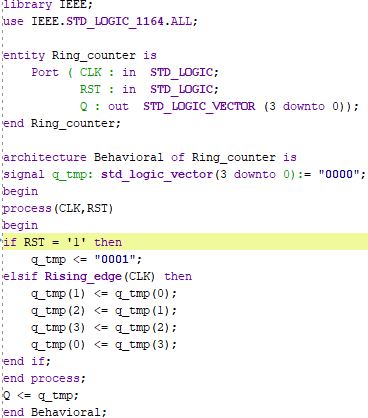 library IEEE;
use IEEE.STD_LOGIC_1164.ALL;
entity Ring_counter is
Port ( CLK : in STD_LOGIC;
RST : in STD_LOGIC;
Q : out STD_LOGIC_VECTOR (3 downto 0));
end Ring_counter;
architecture Behavioral of Ring_counter is
signal q_tmp: std_logic_vector(3 downto 0):= "0000";
begin
process(CLK,RST)
begin
if RST = '1' then
q_tmp <= "0001";
elsif Rising_edge(CLK) then
q_tmp(1) <= q_tmp(0);
q_tmp(2) <= q_tmp(1);
q_tmp(3) <= q_tmp(2);
q_tmp(0) <= q_tmp(3);
end if;
end process;
Q <= q_tmp;
end Behavioral;